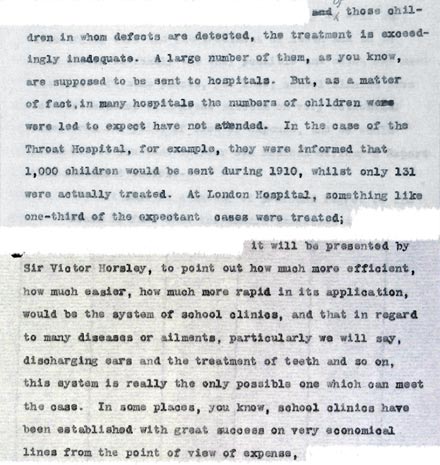 and of those chil-
dren in whom defects are detected, the treatment is exceed-
ingly inadequate. A large number of them, as you know,
are supposed to be sent to hospitals. But, as a matter
of fact, in many hospitals the numbers of children were
were led to expect have not attended. In the case of the
Throat Hospital, for example, they were informed that
1,000 children would be sent during 1910, whilst only 131
were actually treated. At London Hospital, something like
one-third of the expectant cases were treated;
it will be presented by
Sir Victor Horsley, to point out how much more efficient,
how much easier, how much more rapid in its application,
would be the system of school clinics, and that in regard
to many diseases or ailments, particularly we will say,
discharging ears and the treatment of teeth and so on,
this system is really the only possible one which can meet
the case. In some places, you know, school clinics have
been established with great success on very economical
lines from the point of view of expense,